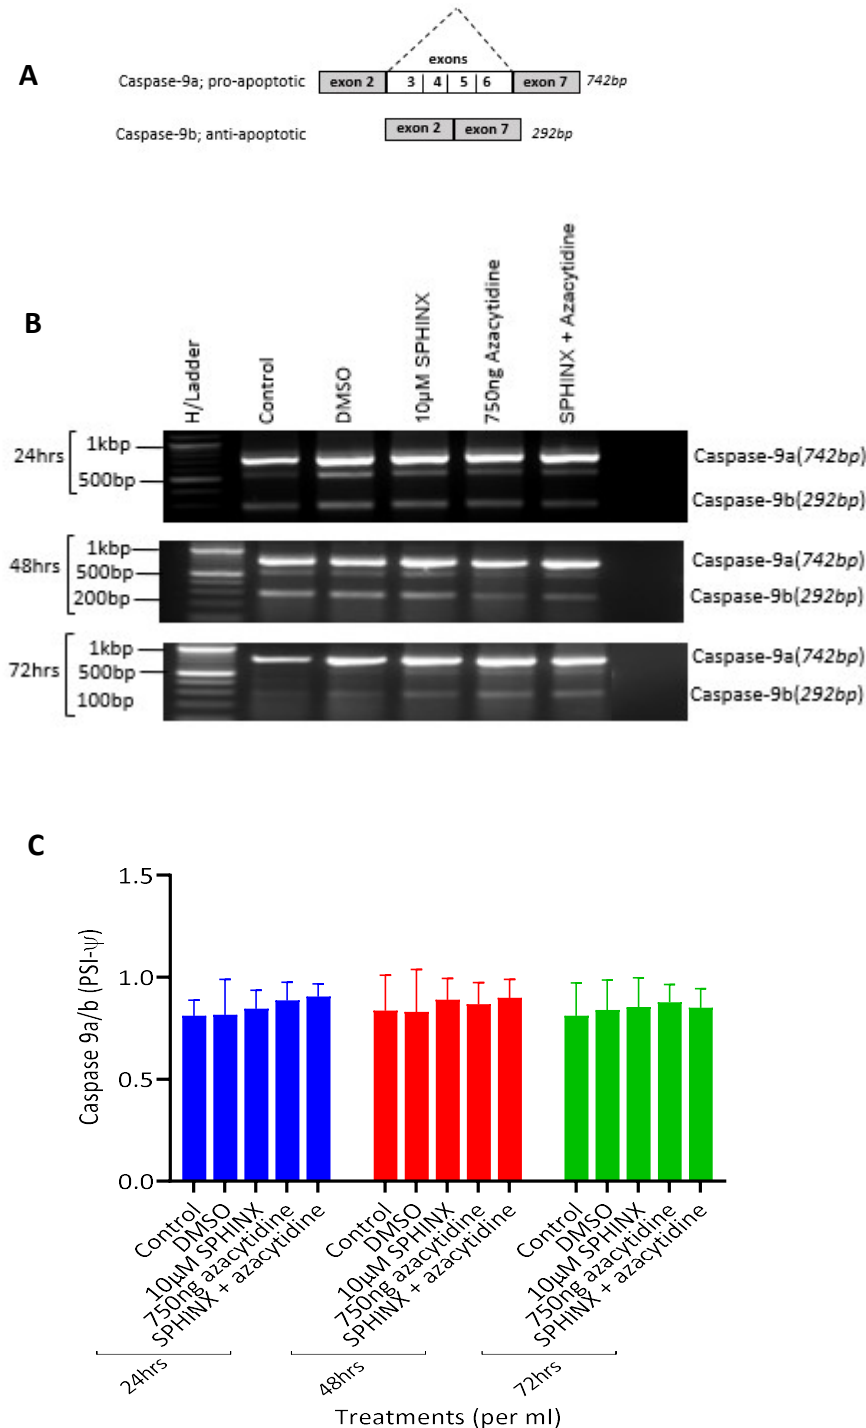 A
exons
Caspase-9a; pro-apoptotic exon 2 3 4 5 6 exon 7 742bp
Caspase-9b; anti-apoptotic exon 2 exon 7 292bp
B
H/Ladder
Control
DMSO
10μM SPHINX
750ng Azacytidine
SPHINX + Azacytidine
24hrs
1kbp
500bp
Caspase-9a(742bp)
Caspase-9b(292bp)
48hrs
1kbp
500bp
200bp
Caspase-9a(742bp)
Caspase-9b(292bp)
72hrs
1kbp
500bp
100bp
Caspase-9a(742bp)
Caspase-9b(292bp)
C
Caspase 9a/b (PSI-ψ)
1.5
1.0
0.5
0.0
Control
DMSO
10μM SPHINX
750ng azacytidine
SPHINX + azacytidine
Control
DMSO
10μM SPHINX
750ng azacytidine
SPHINX + azacytidine
Control
DMSO
10μM SPHINX
750ng azacytidine
SPHINX + azacytidine
24hrs
48hrs
72hrs
Treatments (per ml)